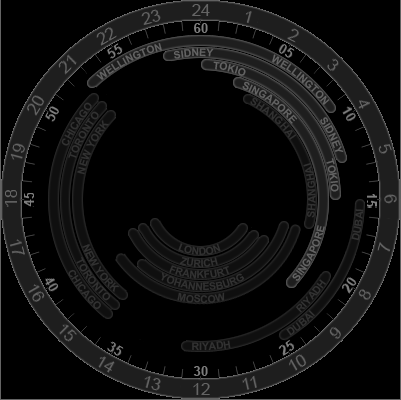 24
1
2
3
4
5
6
7
8
9
10
11
12
13
14
15
16
17
18
19
20
21
22
23
60
05
10
15
20
25
30
35
40
45
50
55
WELLINGTON
WELLINGTON
SiDNEY
SiDNEY
TOKIO
TOKIO
SINGAPORE
SINGAPORE
SHANGHAI
SHANGHAI
DUBAI
DUBAI
RIYADH
RIYADH
CHICAGO
CHICAGO
TORONTO
TORONTO
NEW YORK
NEW YORK
LONDON
ZURICH
FRANKFURT
YOHANNESBURG
MOSCOW